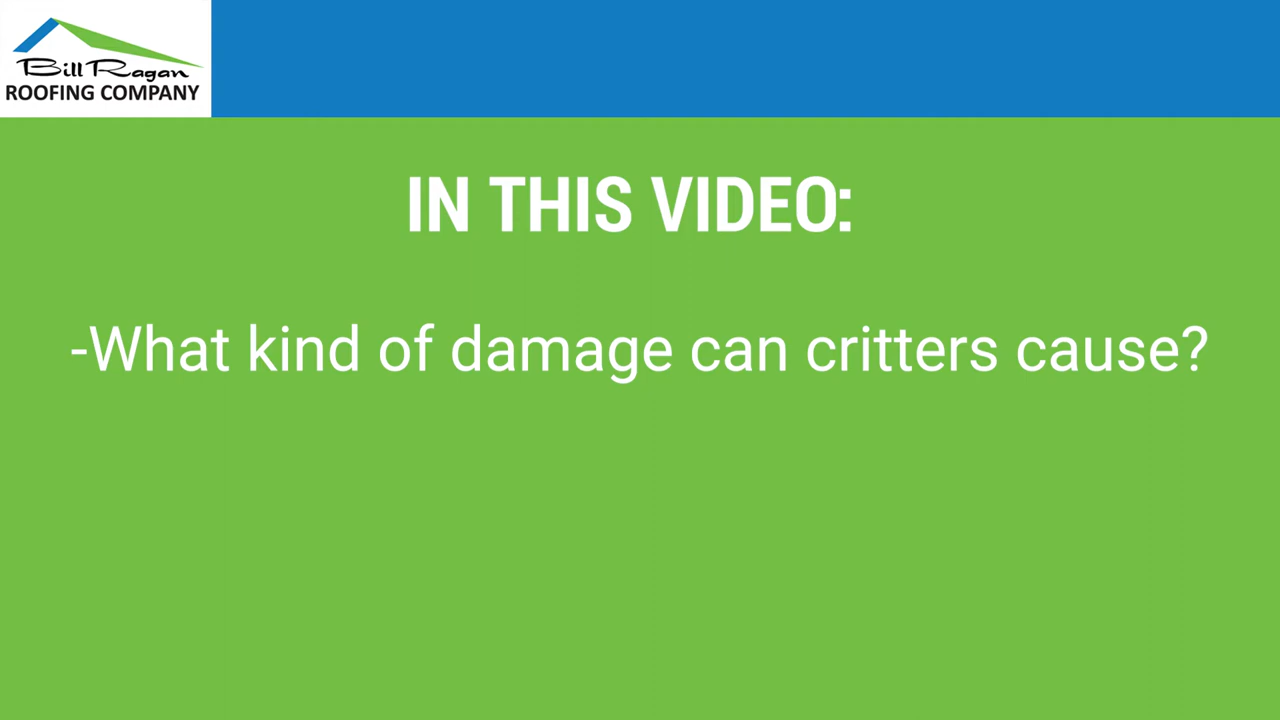 Bill Ragan
ROOFING COMPANY
IN THIS VIDEO:
-What kind of damage can critters cause?